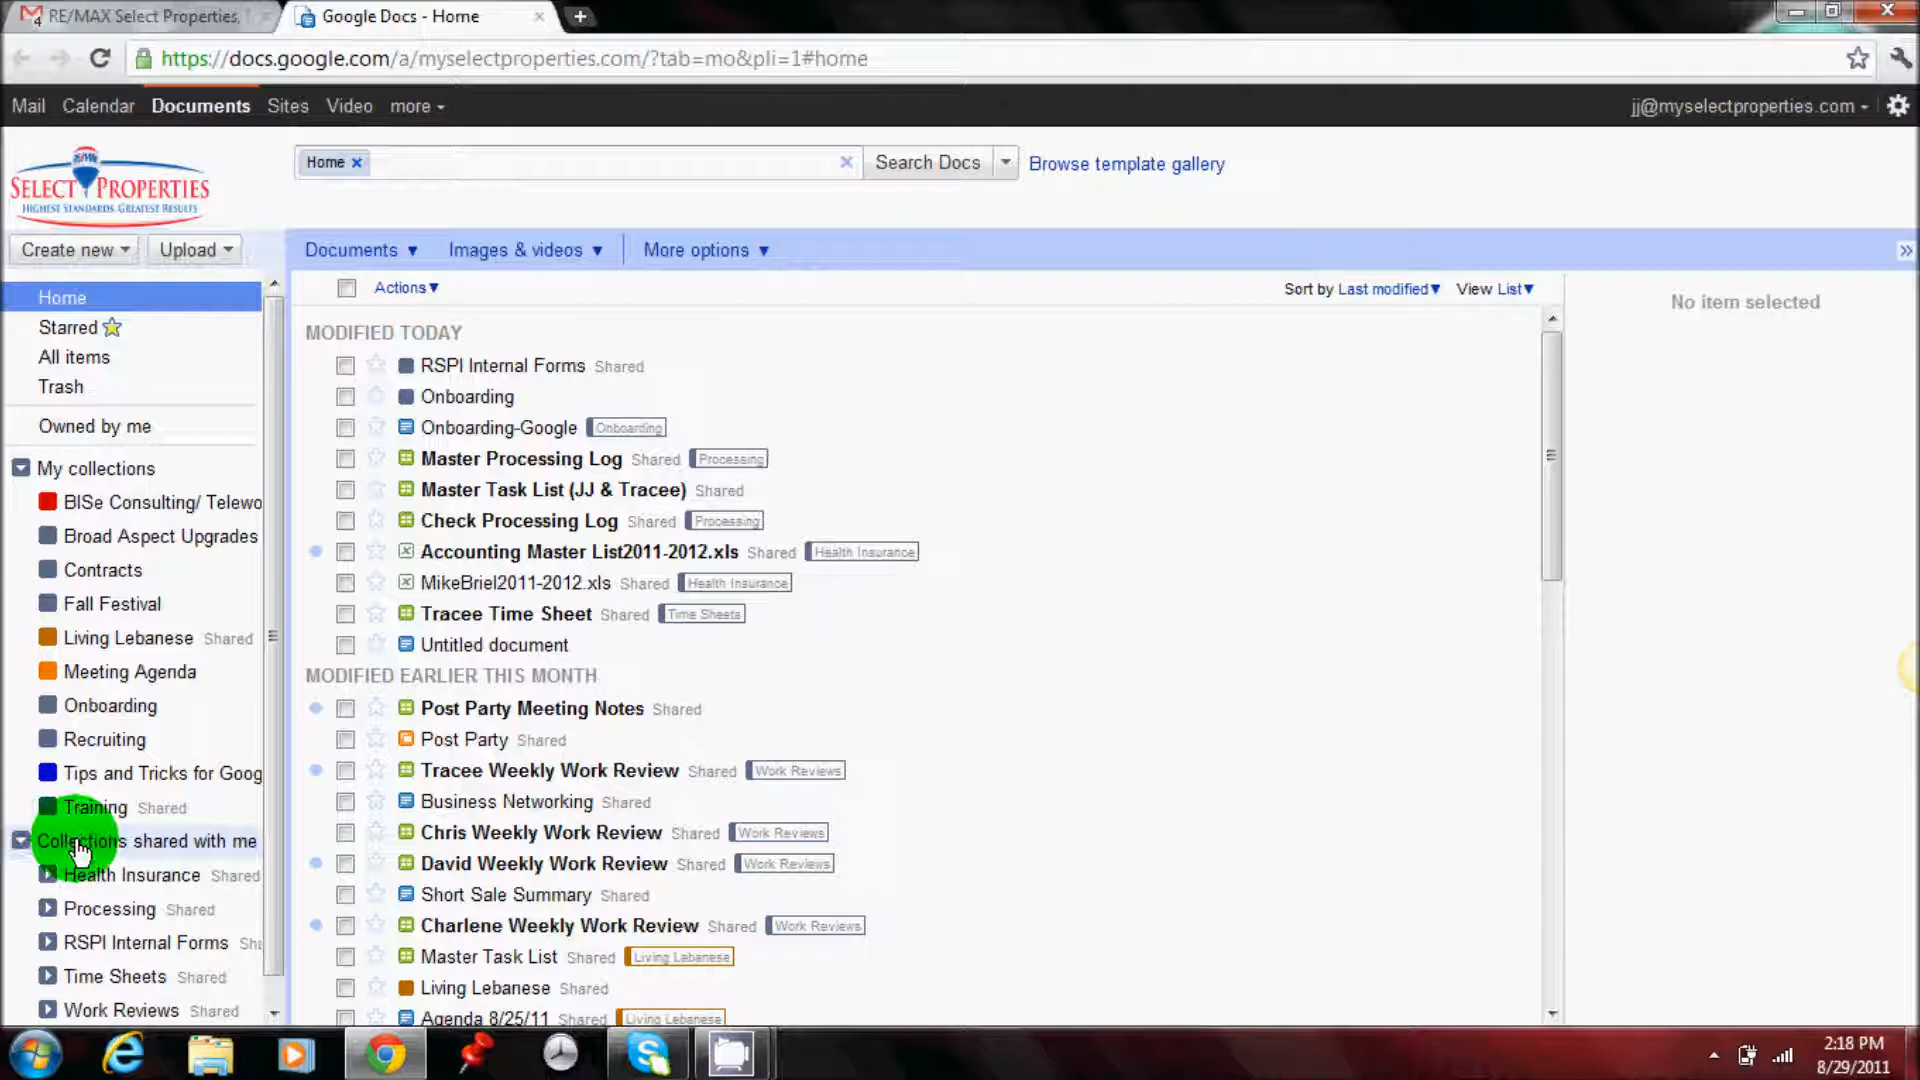 RE/MAX Select Properties,
Google Docs - Home
https://docs.google.com/a/myselectproperties.com/?tab=mo&pli=1#home
Mail Calendar Documents Sites Video more
jj@myselectproperties.com
RE/MAX
SELECT PROPERTIES
HIGHEST STANDARDS. GREATEST RESULTS
Home
Search Docs
Browse template gallery
Create new
Upload
Documents
Images & videos
More options
Home
Starred
All items
Trash
Owned by me
My collections
BISe Consulting/ Telewo
Broad Aspect Upgrades
Contracts
Fall Festival
Living Lebanese Shared
Meeting Agenda
Onboarding
Recruiting
Tips and Tricks for Goog
Training Shared
Collections shared with me
Health Insurance Shared
Processing Shared
RSPI Internal Forms Sh
Time Sheets Shared
Work Reviews Shared
Actions
Sort by Last modified View List
No item selected
MODIFIED TODAY
RSPI Internal Forms Shared
Onboarding
Onboarding-Google Onboarding
Master Processing Log Shared Processing
Master Task List (JJ & Tracee) Shared
Check Processing Log Shared Processing
Accounting Master List2011-2012.xls Shared Health Insurance
MikeBriel2011-2012.xls Shared Health Insurance
Tracee Time Sheet Shared Time Sheets
Untitled document
MODIFIED EARLIER THIS MONTH
Post Party Meeting Notes Shared
Post Party Shared
Tracee Weekly Work Review Shared Work Reviews
Business Networking Shared
Chris Weekly Work Review Shared Work Reviews
David Weekly Work Review Shared Work Reviews
Short Sale Summary Shared
Charlene Weekly Work Review Shared Work Reviews
Master Task List Shared Living Lebanese
Living Lebanese Shared
Agenda 8/25/11 Shared Living Lebanese
2:18 PM
8/29/2011